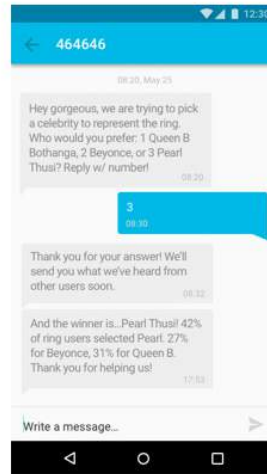 12:30
464646
08:20, May 25
Hey gorgeous, we are trying to pick
a celebrity to represent the ring.
Who would you prefer: 1 Queen B
Bothanga, 2 Beyonce, or 3 Pearl
Thusi? Reply w/ number!
08:20
3
08:30
Thank you for your answer! We'll
send you what we've heard from
other users soon.
08:32
And the winner is...Pearl Thusi! 42%
of ring users selected Pearl. 27%
for Beyonce, 31% for Queen B.
Thank you for helping us!
17:53
Write a message...